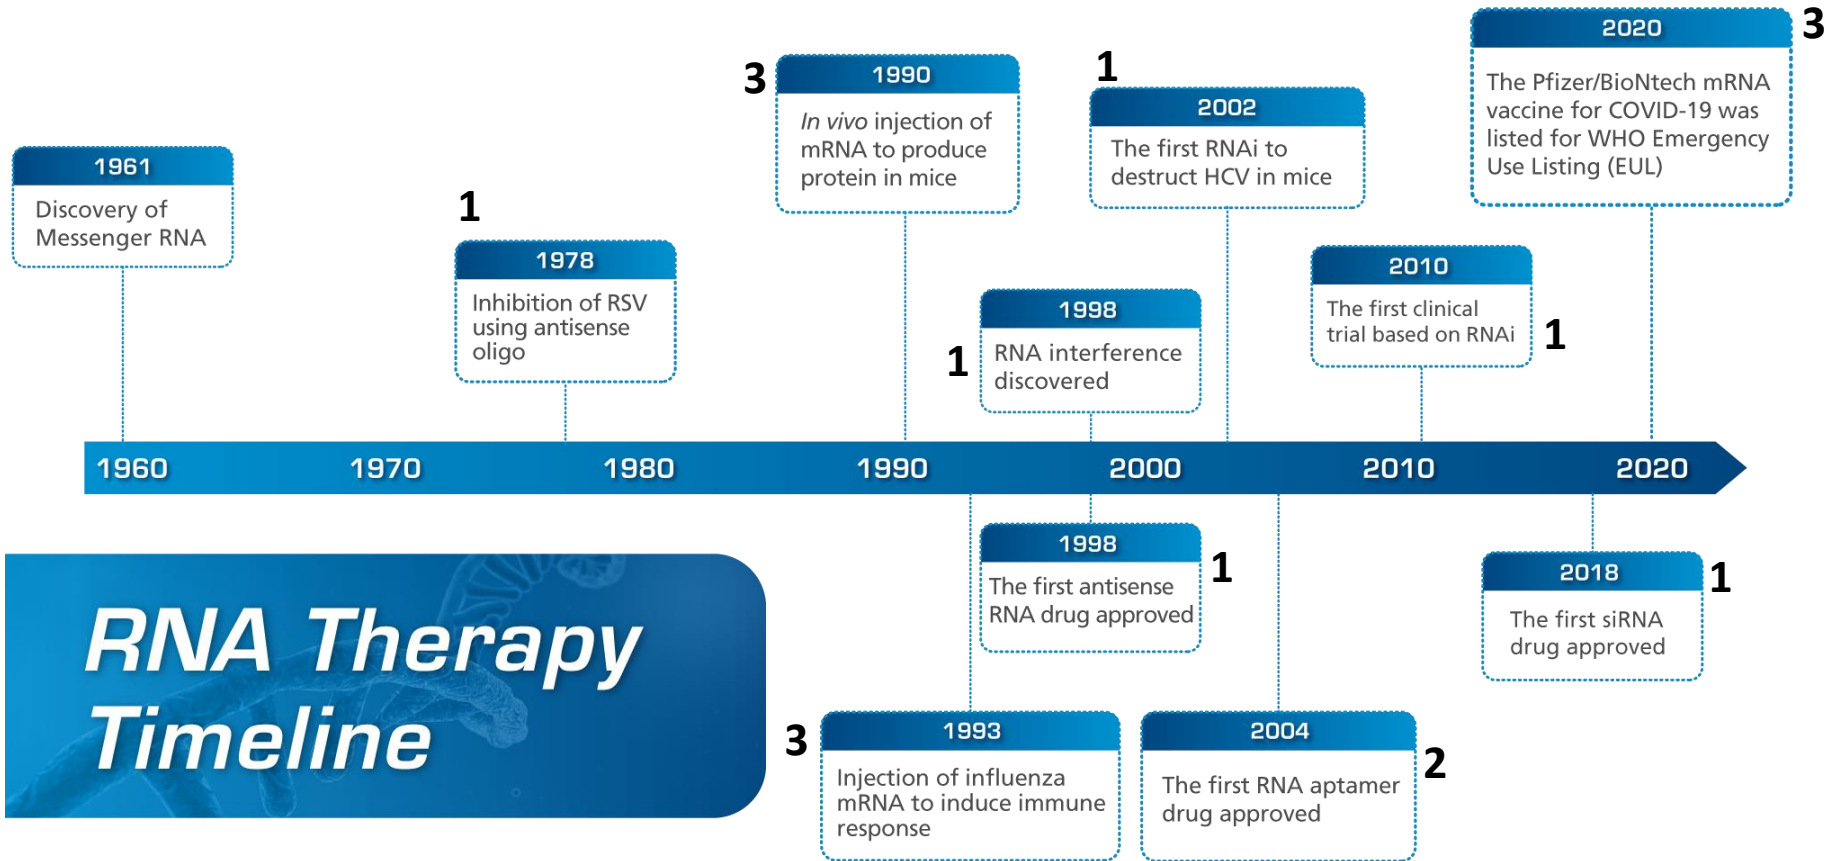 1961
Discovery of
Messenger RNA
1
1978
Inhibition of RSV
using antisense
oligo
3
1990
In vivo injection of
mRNA to produce
protein in mice
1
1998
RNA interference
discovered
1
2002
The first RNAi to
destruct HCV in mice
2010
The first clinical
trial based on RNAi
1
2020
3
The Pfizer/BioNtech mRNA
vaccine for COVID-19 was
listed for WHO Emergency
Use Listing (EUL)
1960 1970 1980 1990 2000 2010 2020
RNA Therapy
Timeline
3
1993
Injection of influenza
mRNA to induce immune
response
1998
The first antisense
RNA drug approved
1
2004
The first RNA aptamer
drug approved
2
2018
The first siRNA
drug approved
1